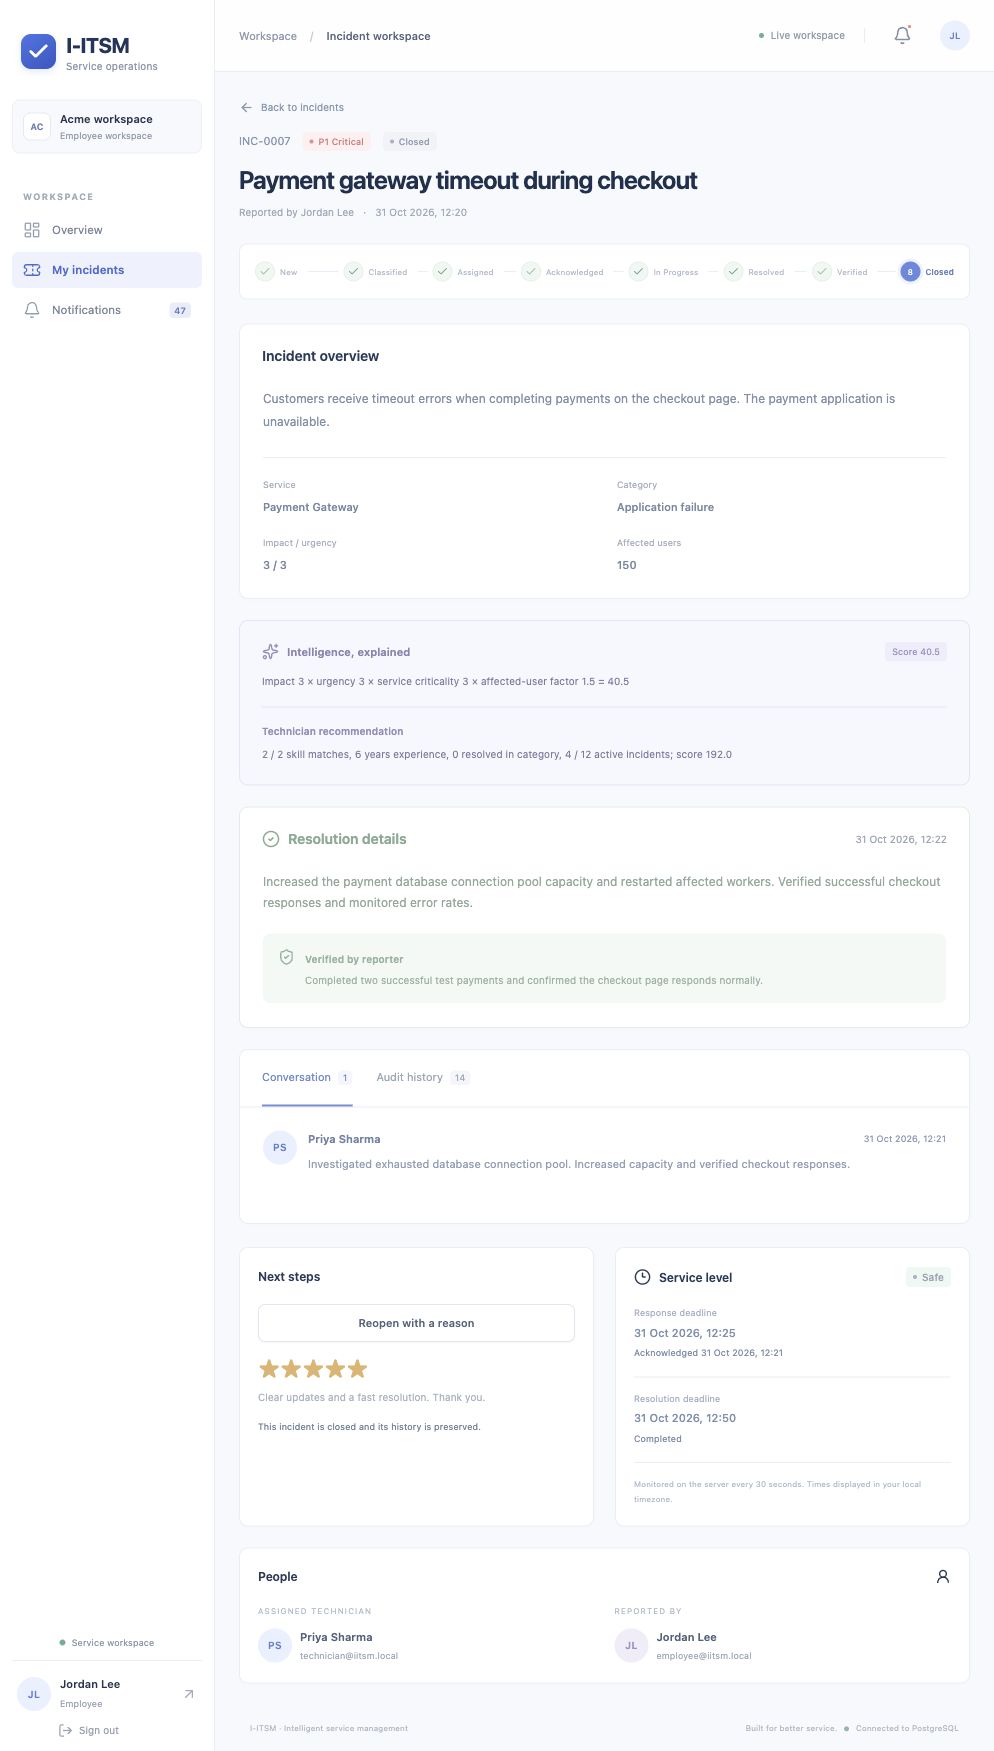 I-ITSM
Service operations
AC
Acme workspace
Employee workspace
WORKSPACE
Overview
My incidents
Notifications 47
Service workspace
JL
Jordan Lee
Employee
Sign out
Workspace / Incident workspace
Live workspace
JL
Back to incidents
INC-0007 P1 Critical Closed
Payment gateway timeout during checkout
Reported by Jordan Lee · 31 Oct 2026, 12:20
New Classified Assigned Acknowledged In Progress Resolved Verified 8 Closed
Incident overview
Customers receive timeout errors when completing payments on the checkout page. The payment application is
unavailable.
Service Category
Payment Gateway Application failure
Impact / urgency Affected users
3 / 3 150
Intelligence, explained Score 40.5
Impact 3 × urgency 3 × service criticality 3 × affected-user factor 1.5 = 40.5
Technician recommendation
2 / 2 skill matches, 6 years experience, 0 resolved in category, 4 / 12 active incidents; score 192.0
Resolution details 31 Oct 2026, 12:22
Increased the payment database connection pool capacity and restarted affected workers. Verified successful checkout
responses and monitored error rates.
Verified by reporter
Completed two successful test payments and confirmed the checkout page responds normally.
Conversation 1 Audit history 14
PS
Priya Sharma 31 Oct 2026, 12:21
Investigated exhausted database connection pool. Increased capacity and verified checkout responses.
Next steps
Reopen with a reason
Clear updates and a fast resolution. Thank you.
This incident is closed and its history is preserved.
Service level Safe
Response deadline
31 Oct 2026, 12:25
Acknowledged 31 Oct 2026, 12:21
Resolution deadline
31 Oct 2026, 12:50
Completed
Monitored on the server every 30 seconds. Times displayed in your local
timezone.
People
ASSIGNED TECHNICIAN
PS
Priya Sharma
technician@iitsm.local
REPORTED BY
JL
Jordan Lee
employee@iitsm.local
I-ITSM · Intelligent service management
Built for better service. Connected to PostgreSQL